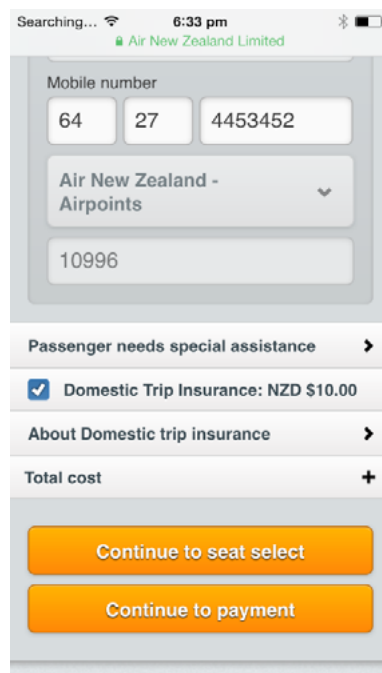 Searching...
6:33 pm
Air New Zealand Limited
Mobile number
64 27 4453452
Air New Zealand -
Airpoints
10996
Passenger needs special assistance
Domestic Trip Insurance: NZD $10.00
About Domestic trip insurance
Total cost
Continue to seat select
Continue to payment